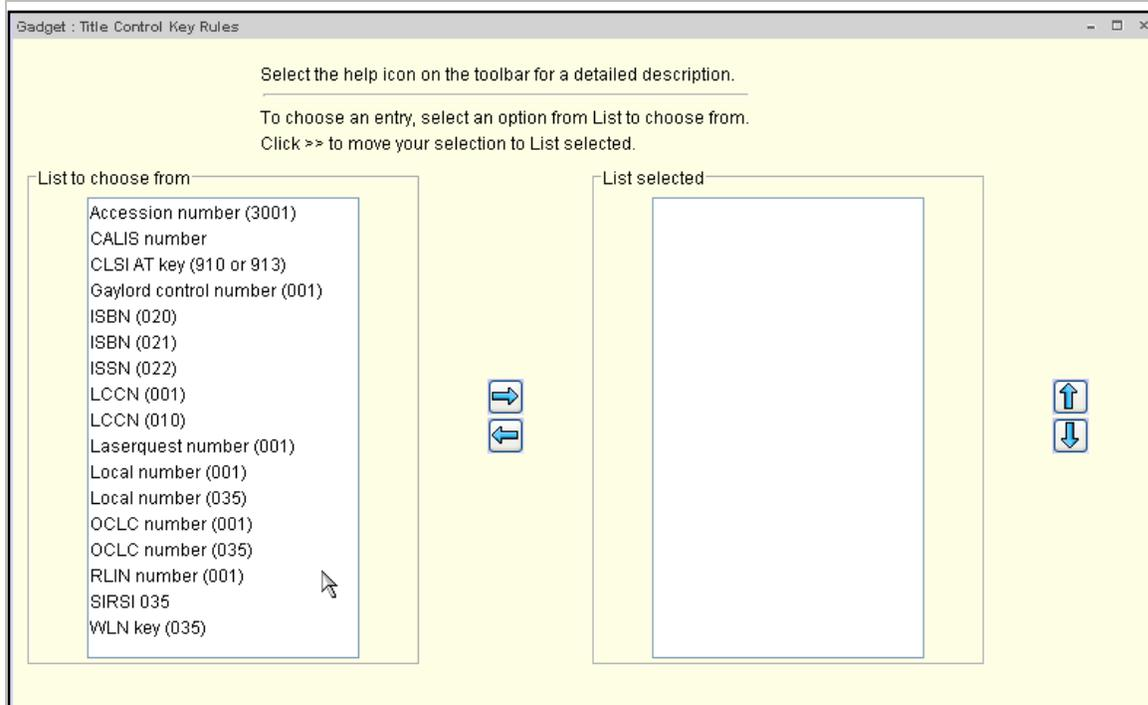 Gadget : Title Control Key Rules
Select the help icon on the toolbar for a detailed description.
To choose an entry, select an option from List to choose from.
Click >> to move your selection to List selected.
List to choose from
Accession number (3001)
CALIS number
CLSI AT key (910 or 913)
Gaylord control number (001)
ISBN (020)
ISBN (021)
ISSN (022)
LCCN (001)
LCCN (010)
Laserquest number (001)
Local number (001)
Local number (035)
OCLC number (001)
OCLC number (035)
RLIN number (001)
SIRSI 035
WLN key (035)
List selected